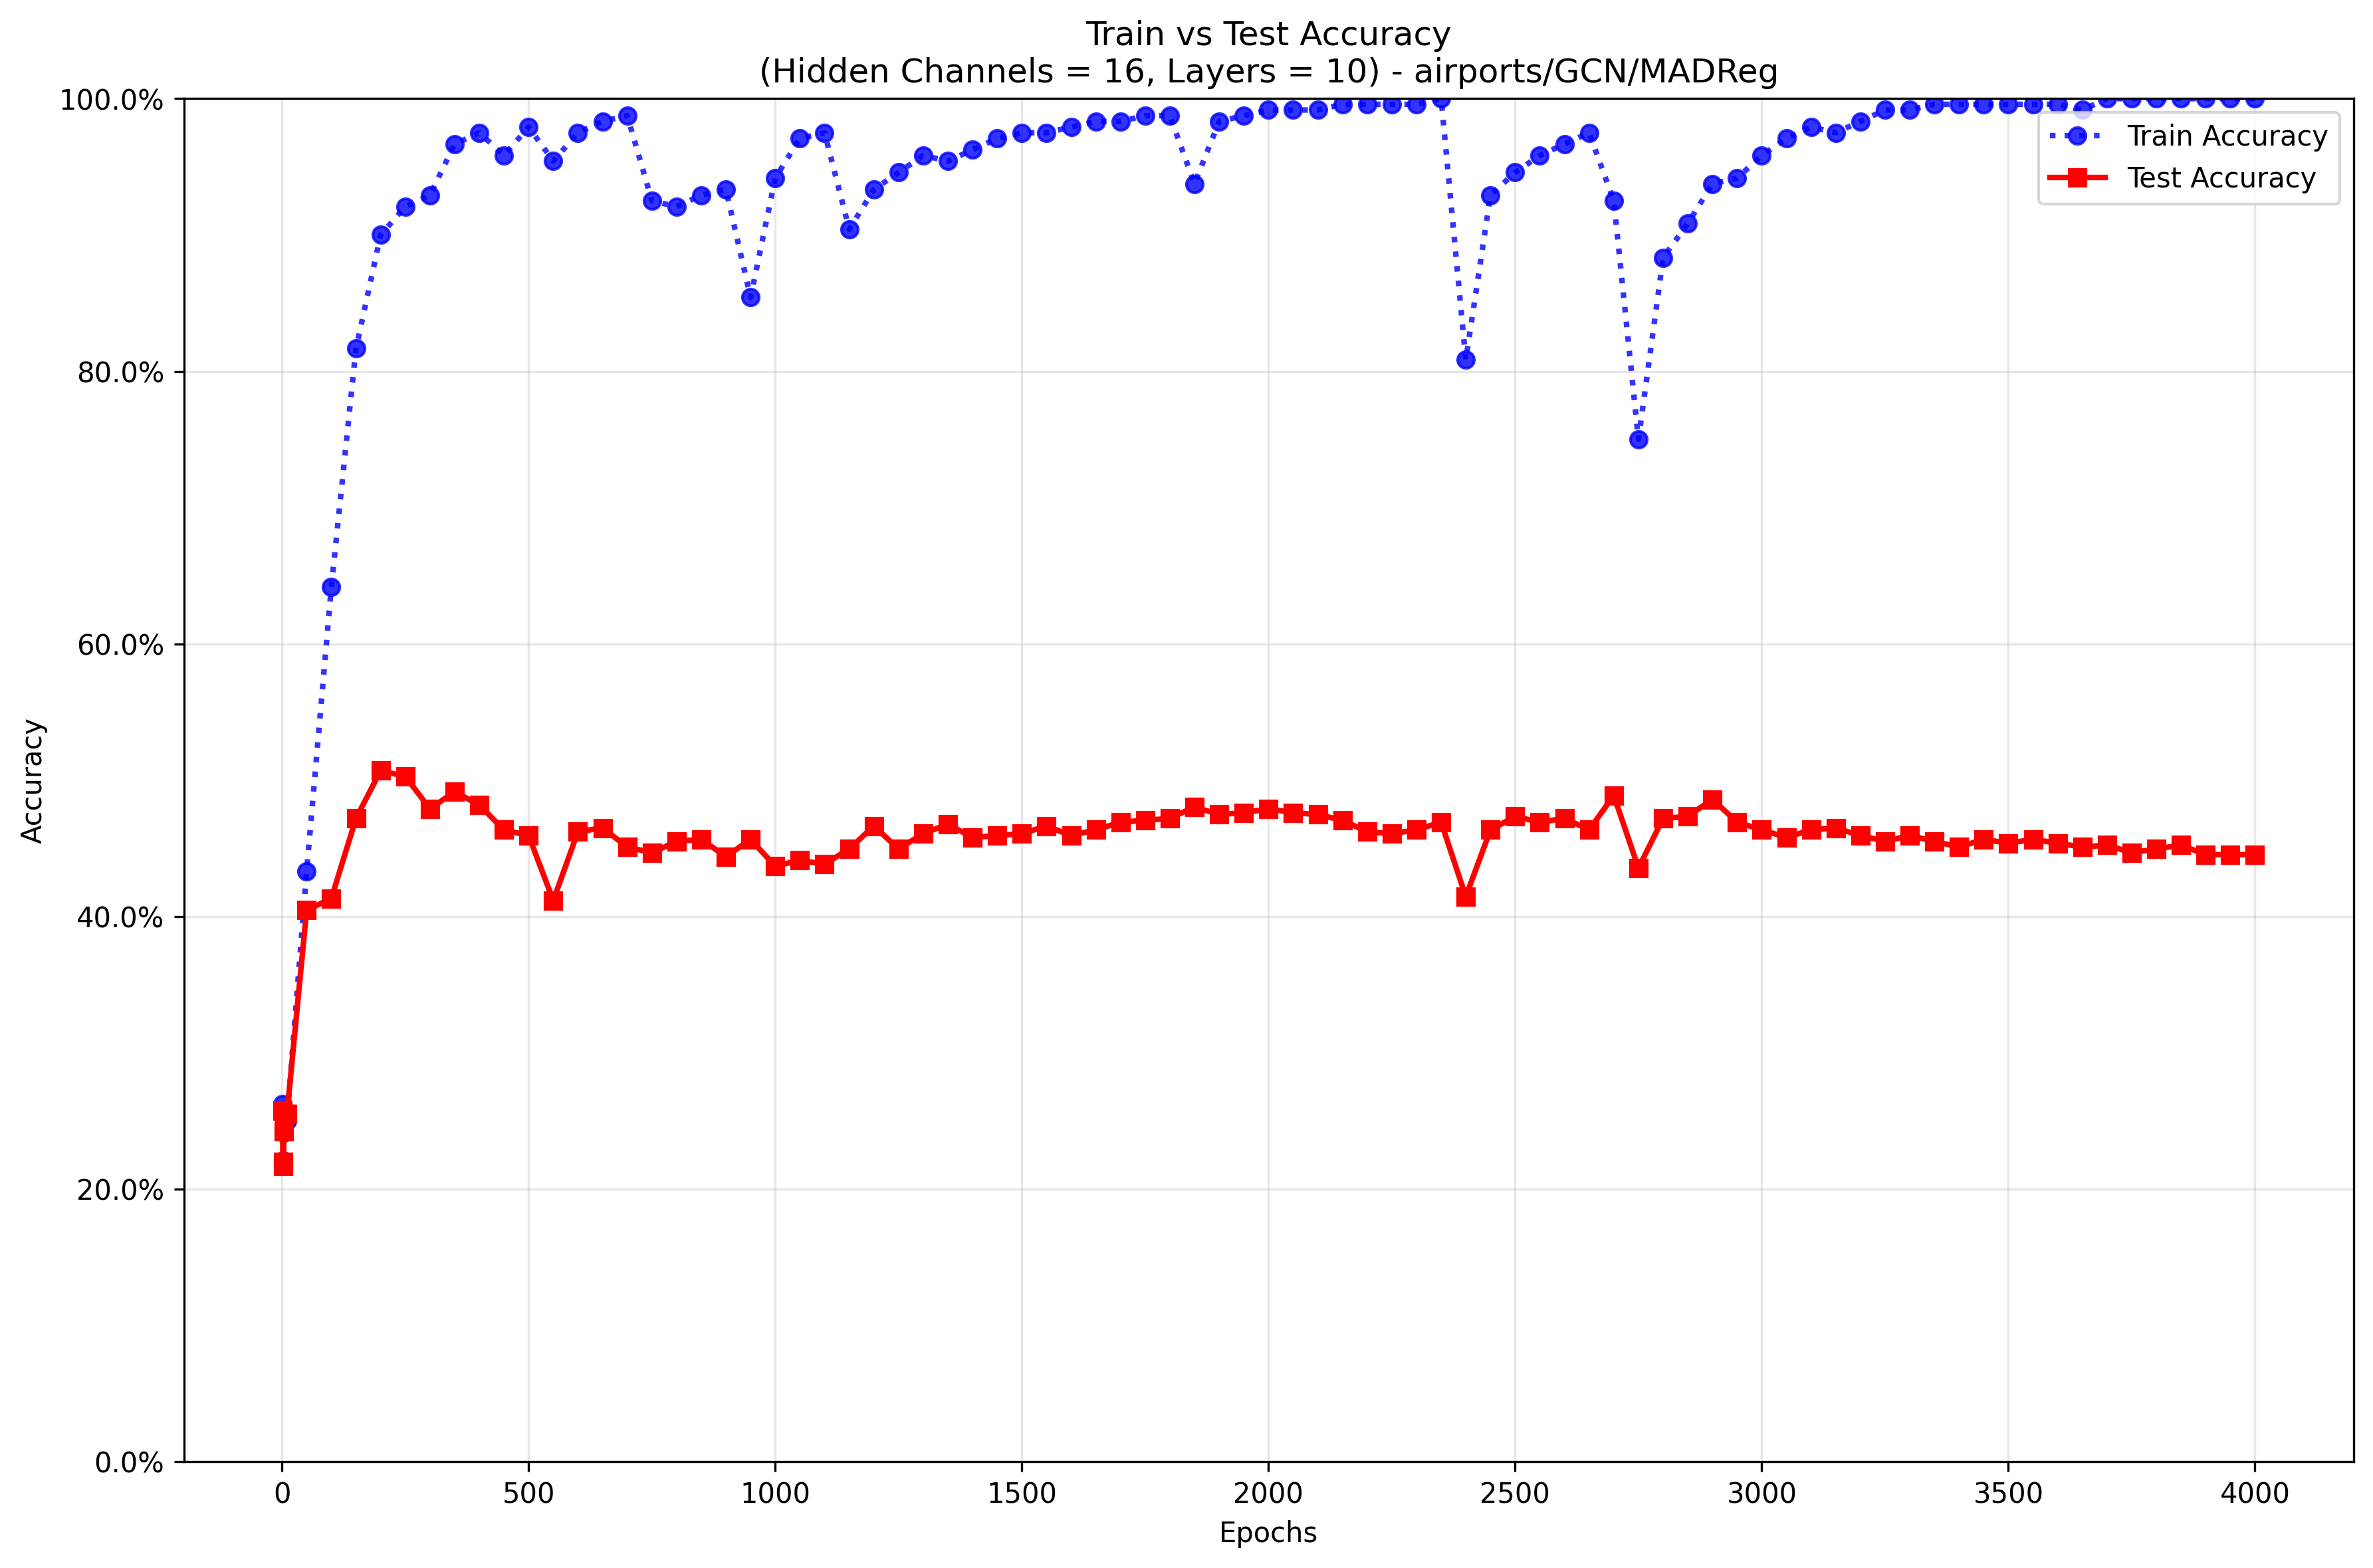 Train vs Test Accuracy
(Hidden Channels = 16, Layers = 10) - airports/GCN/MADReg
100.0%
80.0%
60.0%
40.0%
20.0%
0.0%
Accuracy
Train Accuracy
Test Accuracy
0 500 1000 1500 2000 2500 3000 3500 4000
Epochs